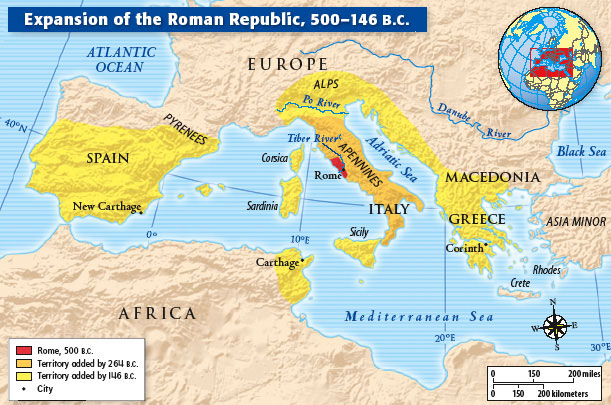 Expansion of the Roman Republic, 500–146 B.C.
ATLANTIC
OCEAN
EUROPE
ALPS
Po River
Danube
River
40°N
PYRENEES
Tiber River
APENNINES
Adriatic Sea
Black Sea
SPAIN
Corsica
Rome
MACEDONIA
New Carthage
Sardinia
ITALY
GREECE
ASIA MINOR
0°
10°E
Sicily
Corinth
Carthage
Rhodes
Crete
AFRICA
Mediterranean Sea
20°E
30°E
N
W
E
S
Rome, 500 B.C.
Territory added by 264 B.C.
Territory added by 146 B.C.
City
0 150 200 miles
0 150 200 kilometers